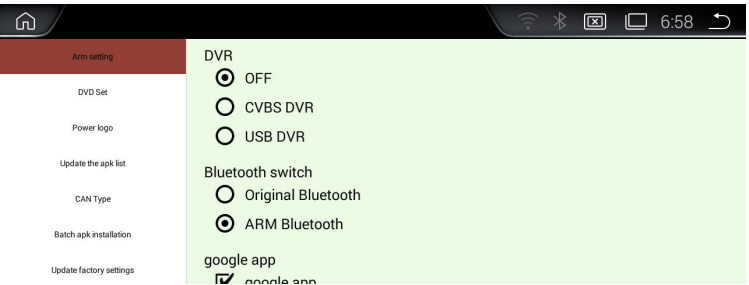 6:58
Arm setting
DVD Set
Power logo
Update the apk list
CAN Type
Batch apk installation
Update factory settings
DVR
OFF
CVBS DVR
USB DVR
Bluetooth switch
Original Bluetooth
ARM Bluetooth
google app
google app